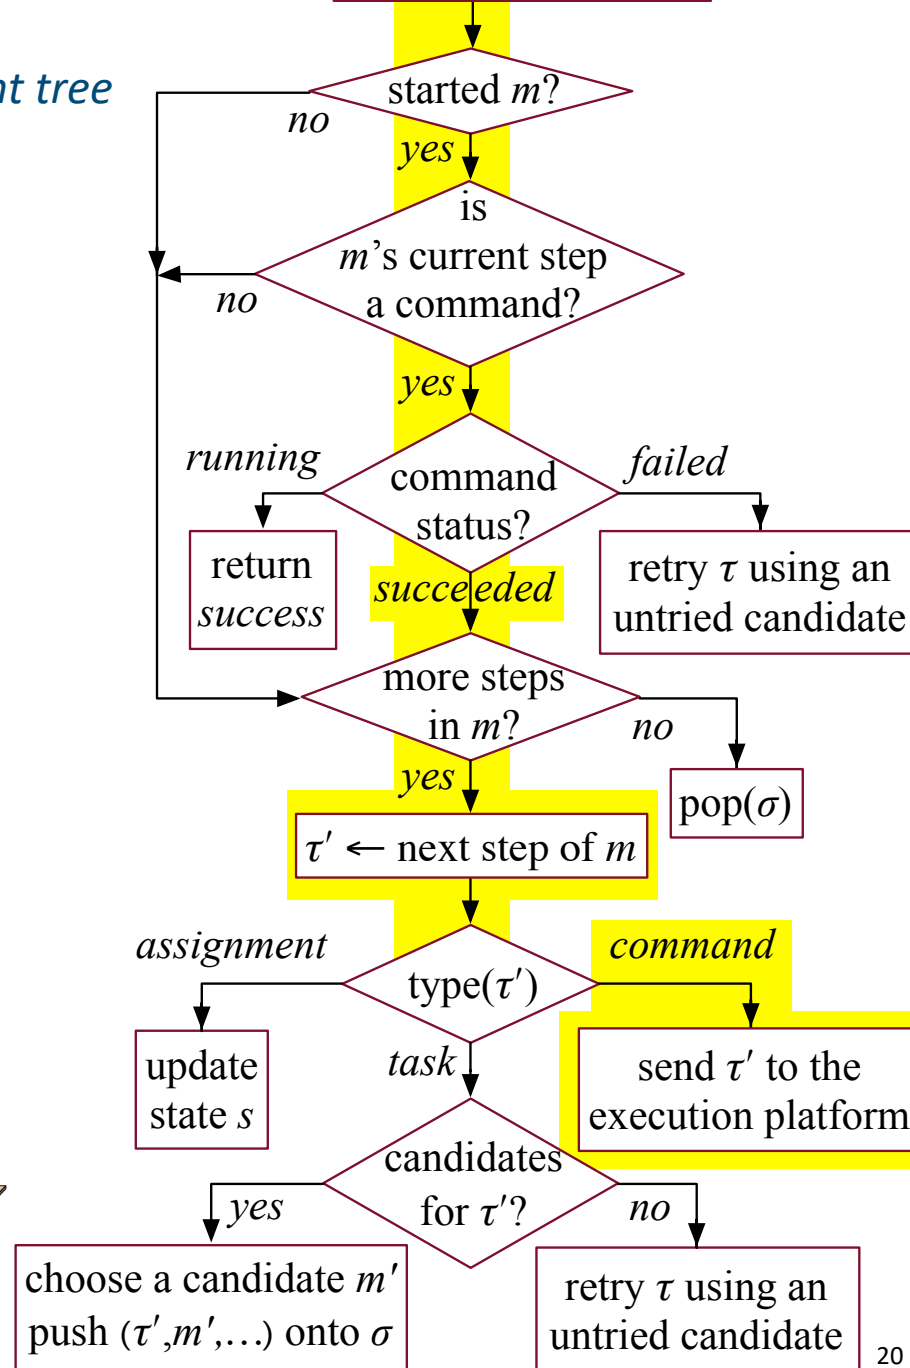 nt tree
started m?
no
yes
is
m's current step
a command?
no
yes
running
failed
command
status?
return
success
retry τ using an
untried candidate
succeeded
more steps
in m?
no
yes
pop(σ)
τ′ ← next step of m
assignment
command
type(τ′)
task
update
state s
send τ′ to the
execution platform
candidates
for τ′?
yes
no
choose a candidate m′
push (τ′,m′,…) onto σ
retry τ using an
untried candidate
20